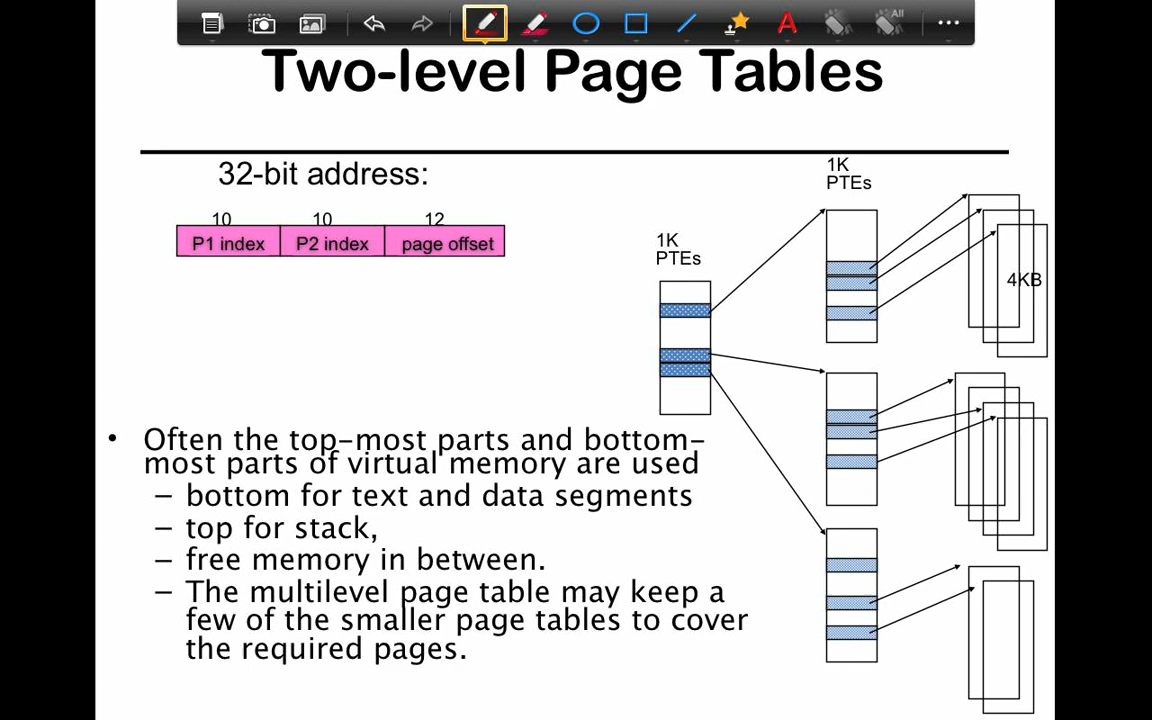 All
A
Two-level Page Tables
32-bit address:
10 10 12
P1 index P2 index page offset
1K
PTEs
1K
PTEs
4KB
• Often the top-most parts and bottom-
most parts of virtual memory are used
– bottom for text and data segments
– top for stack,
– free memory in between.
– The multilevel page table may keep a
few of the smaller page tables to cover
the required pages.